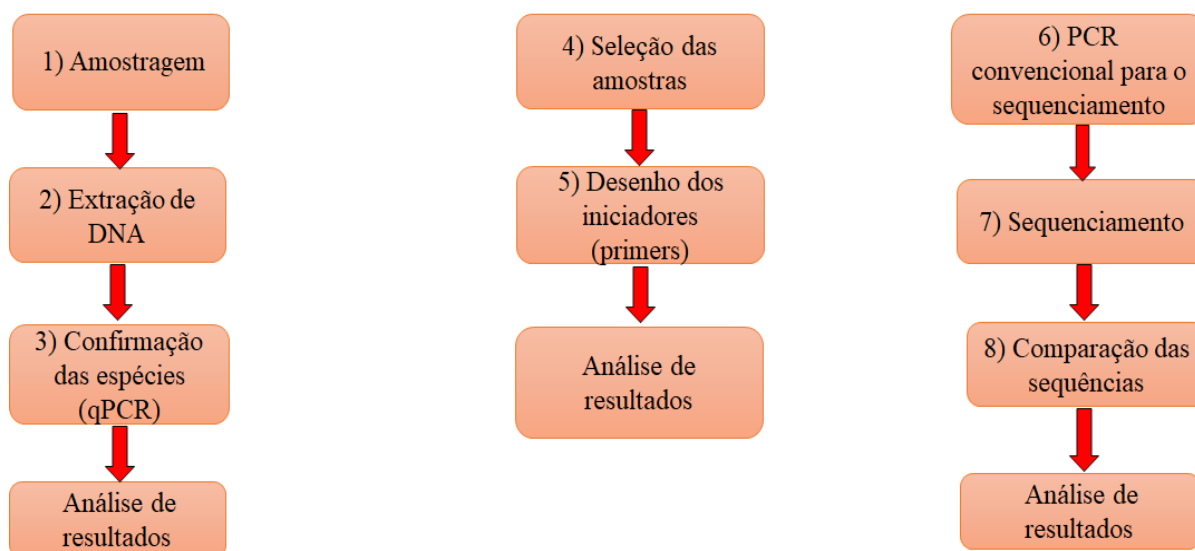 1) Amostragem
2) Extração de
DNA
3) Confirmação
das espécies
(qPCR)
Análise de
resultados
4) Seleção das
amostras
5) Desenho dos
iniciadores
(primers)
Análise de
resultados
6) PCR
convencional para o
sequenciamento
7) Sequenciamento
8) Comparação das
sequências
Análise de
resultados